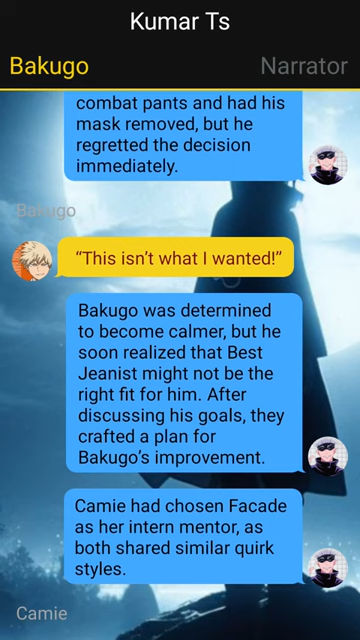 Kumar Ts
Bakugo
Narrator
combat pants and had his
mask removed, but he
regretted the decision
immediately.
Bakugo
“This isn’t what I wanted!”
Bakugo was determined
to become calmer, but he
soon realized that Best
Jeanist might not be the
right fit for him. After
discussing his goals, they
crafted a plan for
Bakugo’s improvement.
Camie had chosen Facade
as her intern mentor, as
both shared similar quirk
styles.
Camie